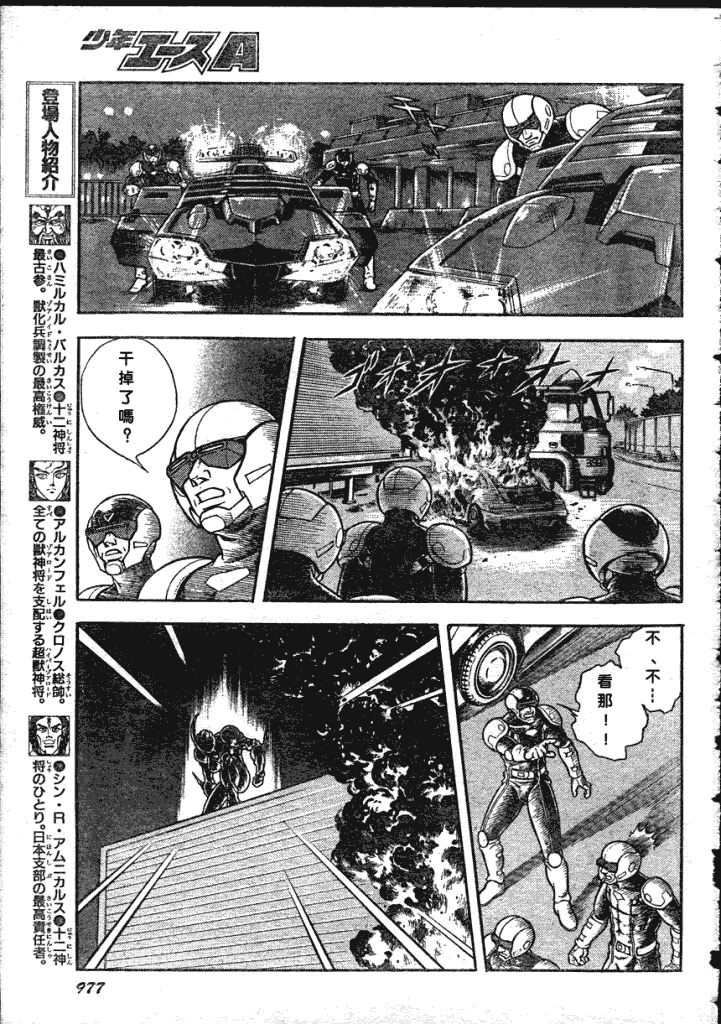 少年エースA
登場人物紹介
ハミルカル・バルカス 十二神将
最古参。獣化兵調製の最高権威。
アルカンフェル クロノス総帥。
全ての獣神将を支配する超獣神将。
シン・R・アムニカルス 十二神
将のひとり。日本支部の最高責任者。
干掉了嗎?
ゴオオオオ
不、不…
看那!!
977